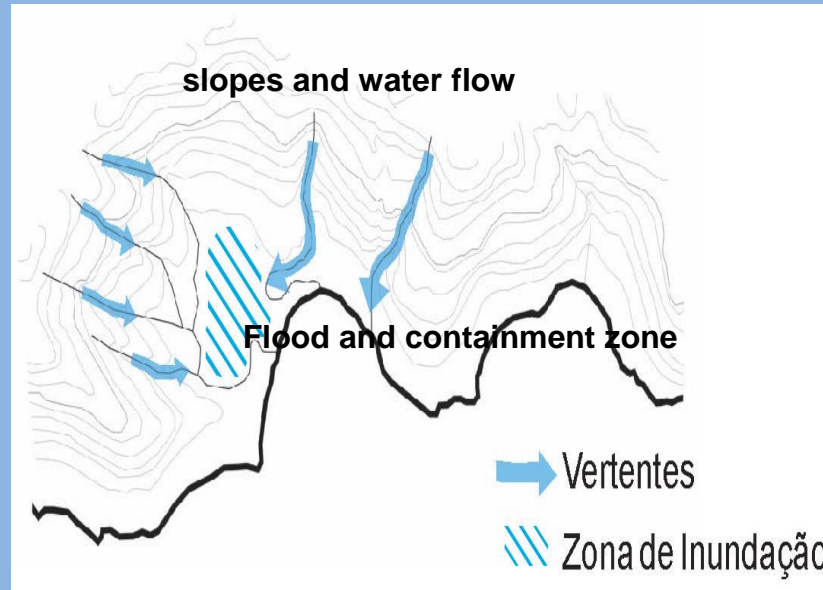 slopes and water flow
Flood and containment zone
Vertentes
Zona de Inundação